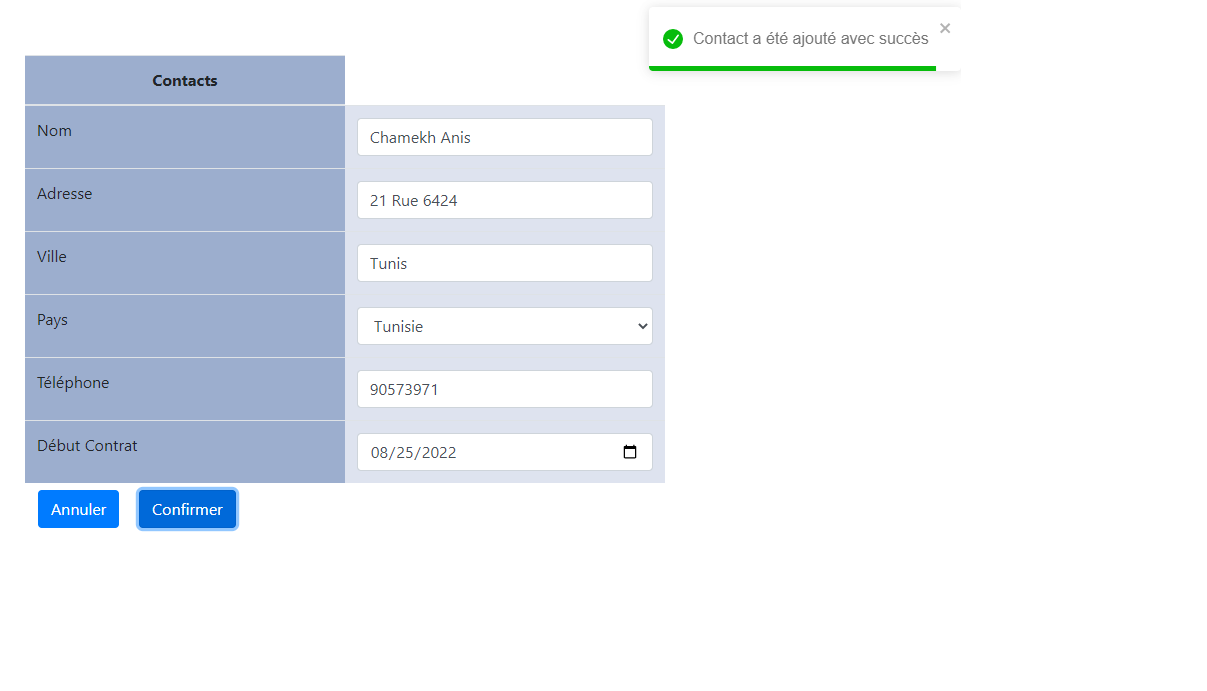 Contact a été ajouté avec succès
Contacts
Nom
Chamekh Anis
Adresse
21 Rue 6424
Ville
Tunis
Pays
Tunisie
Téléphone
90573971
Début Contrat
08/25/2022
Annuler Confirmer